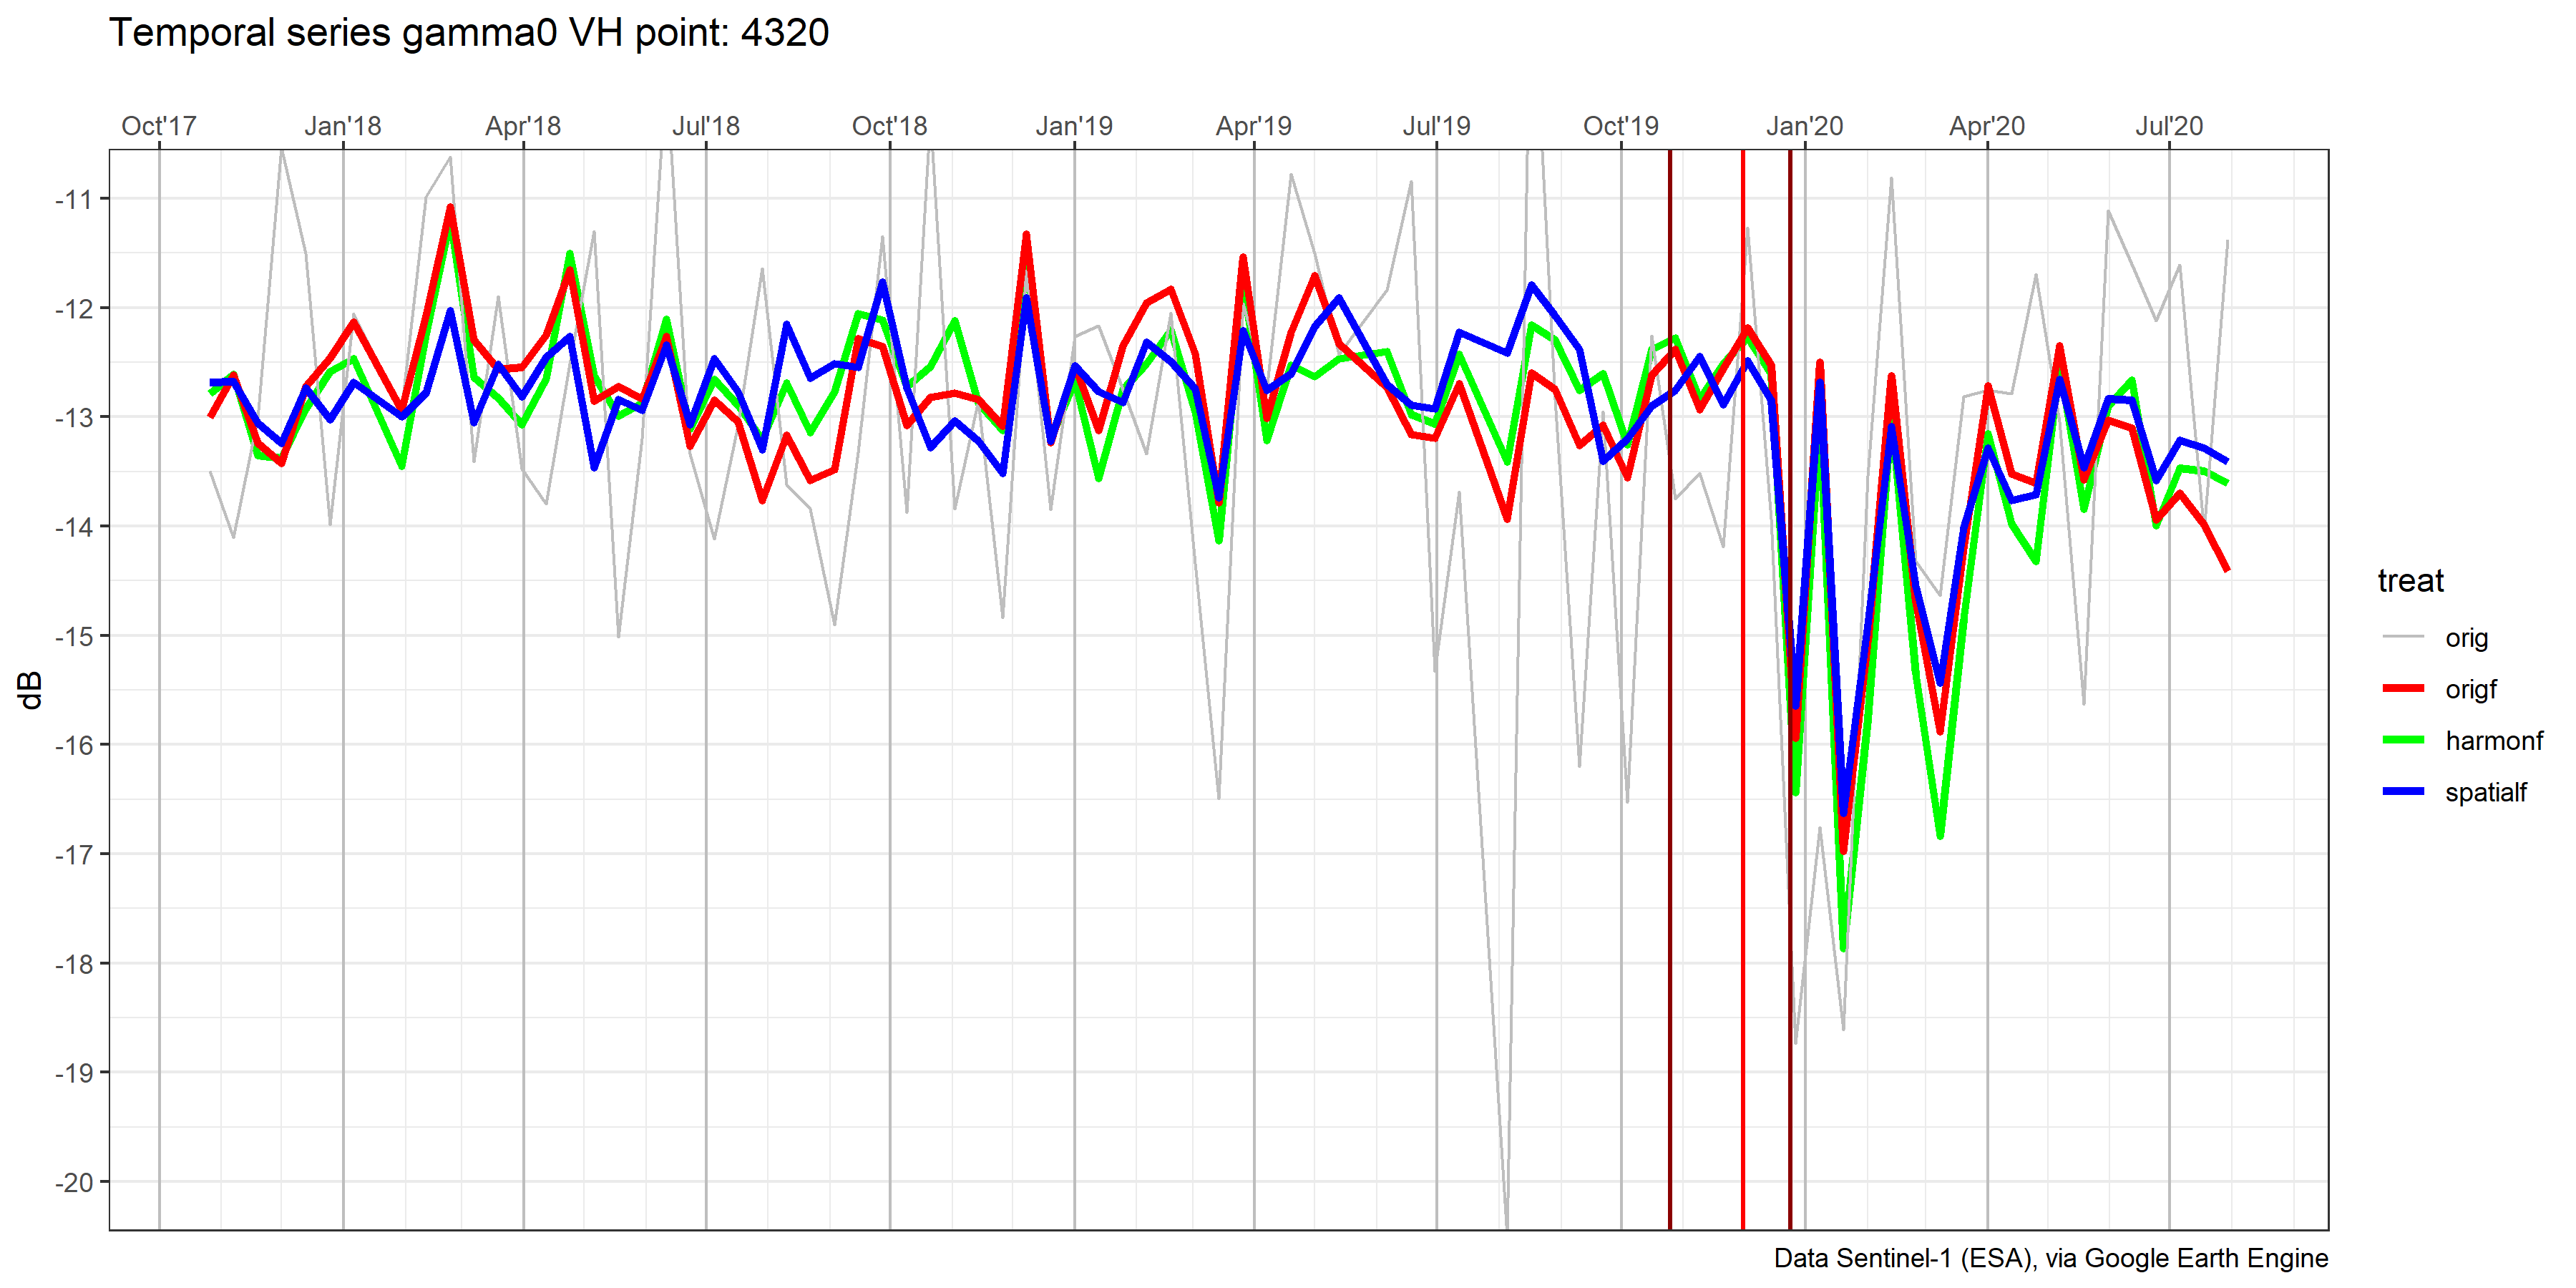 Temporal series gamma0 VH point: 4320
Oct'17 Jan'18 Apr'18 Jul'18 Oct'18 Jan'19 Apr'19 Jul'19 Oct'19 Jan'20 Apr'20 Jul'20
-11
-12
-13
-14
-15
-16
-17
-18
-19
-20
dB
treat
orig
origf
harmonf
spatialf
Data Sentinel-1 (ESA), via Google Earth Engine